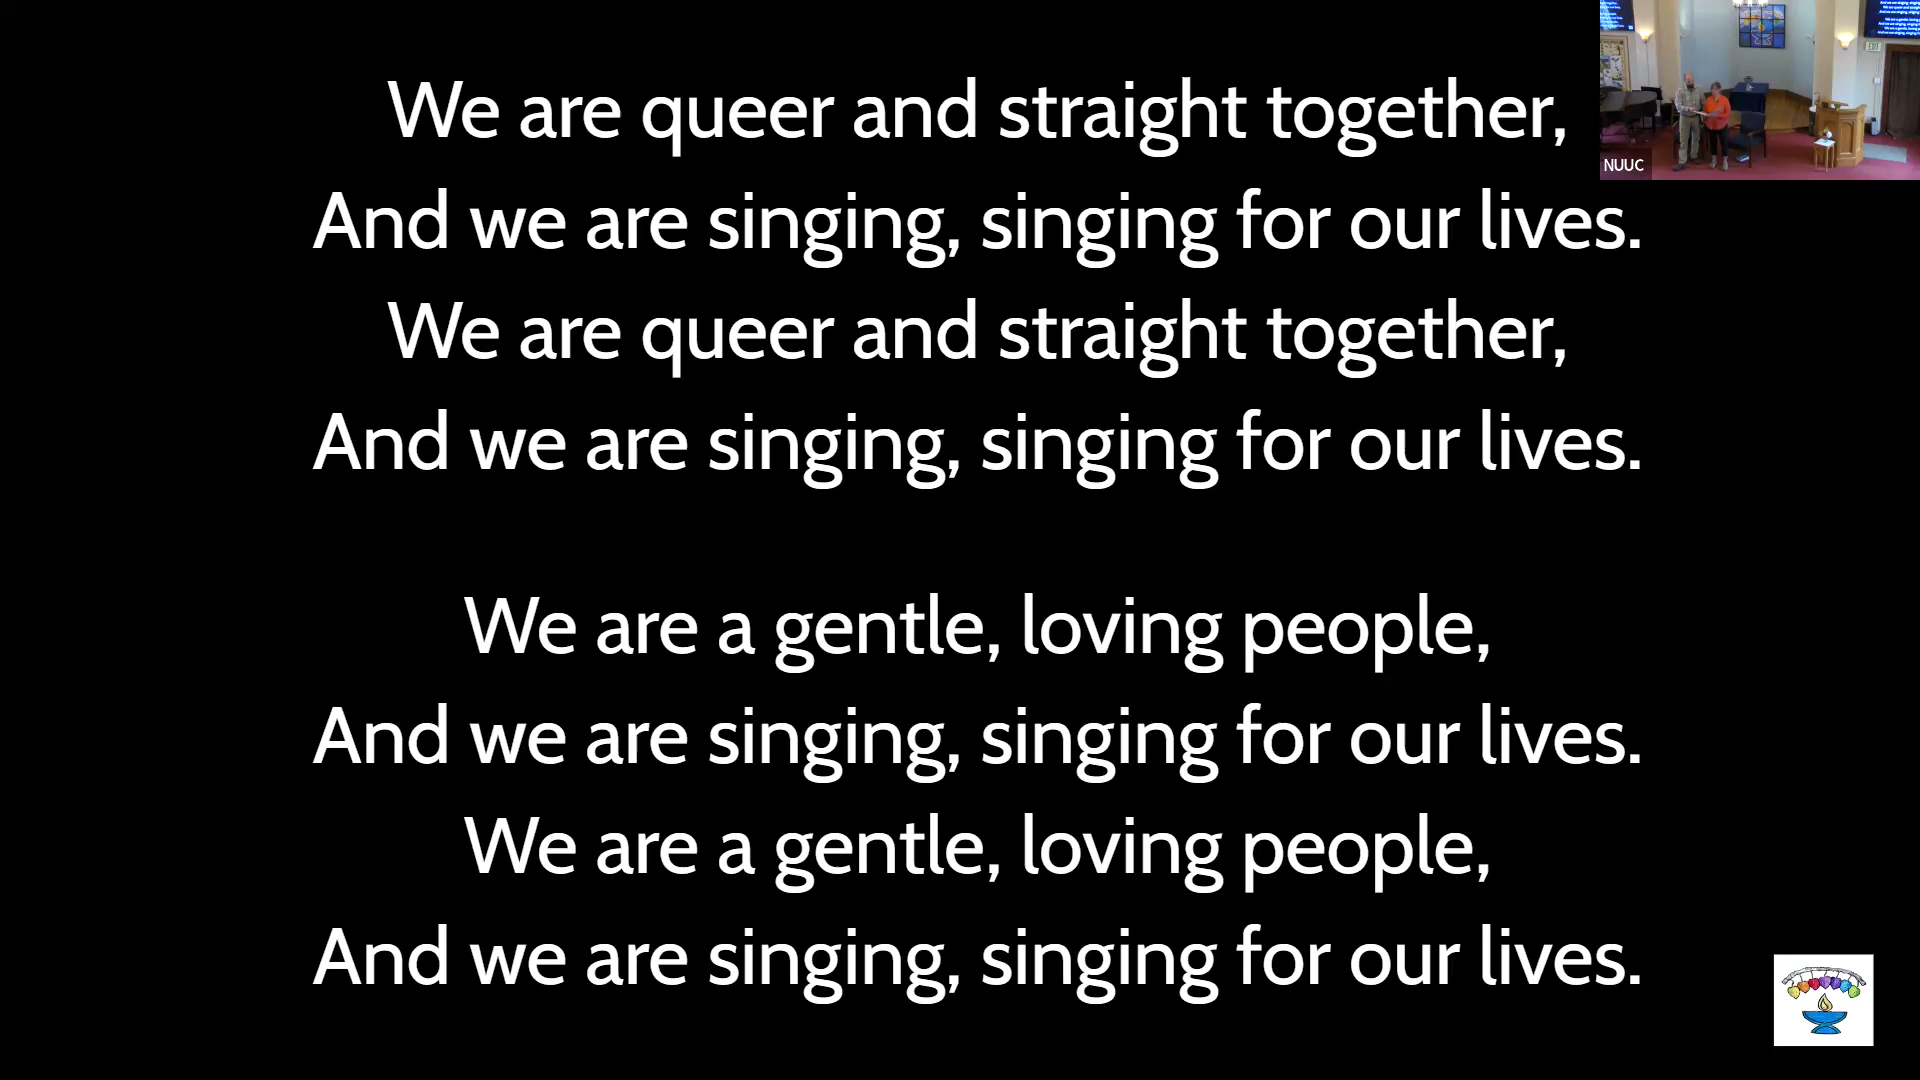 We are queer and straight together,
And we are singing, singing for our lives.
We are queer and straight together,
And we are singing, singing for our lives.
We are a gentle, loving people,
And we are singing, singing for our lives.
We are a gentle, loving people,
And we are singing, singing for our lives.
NUUC